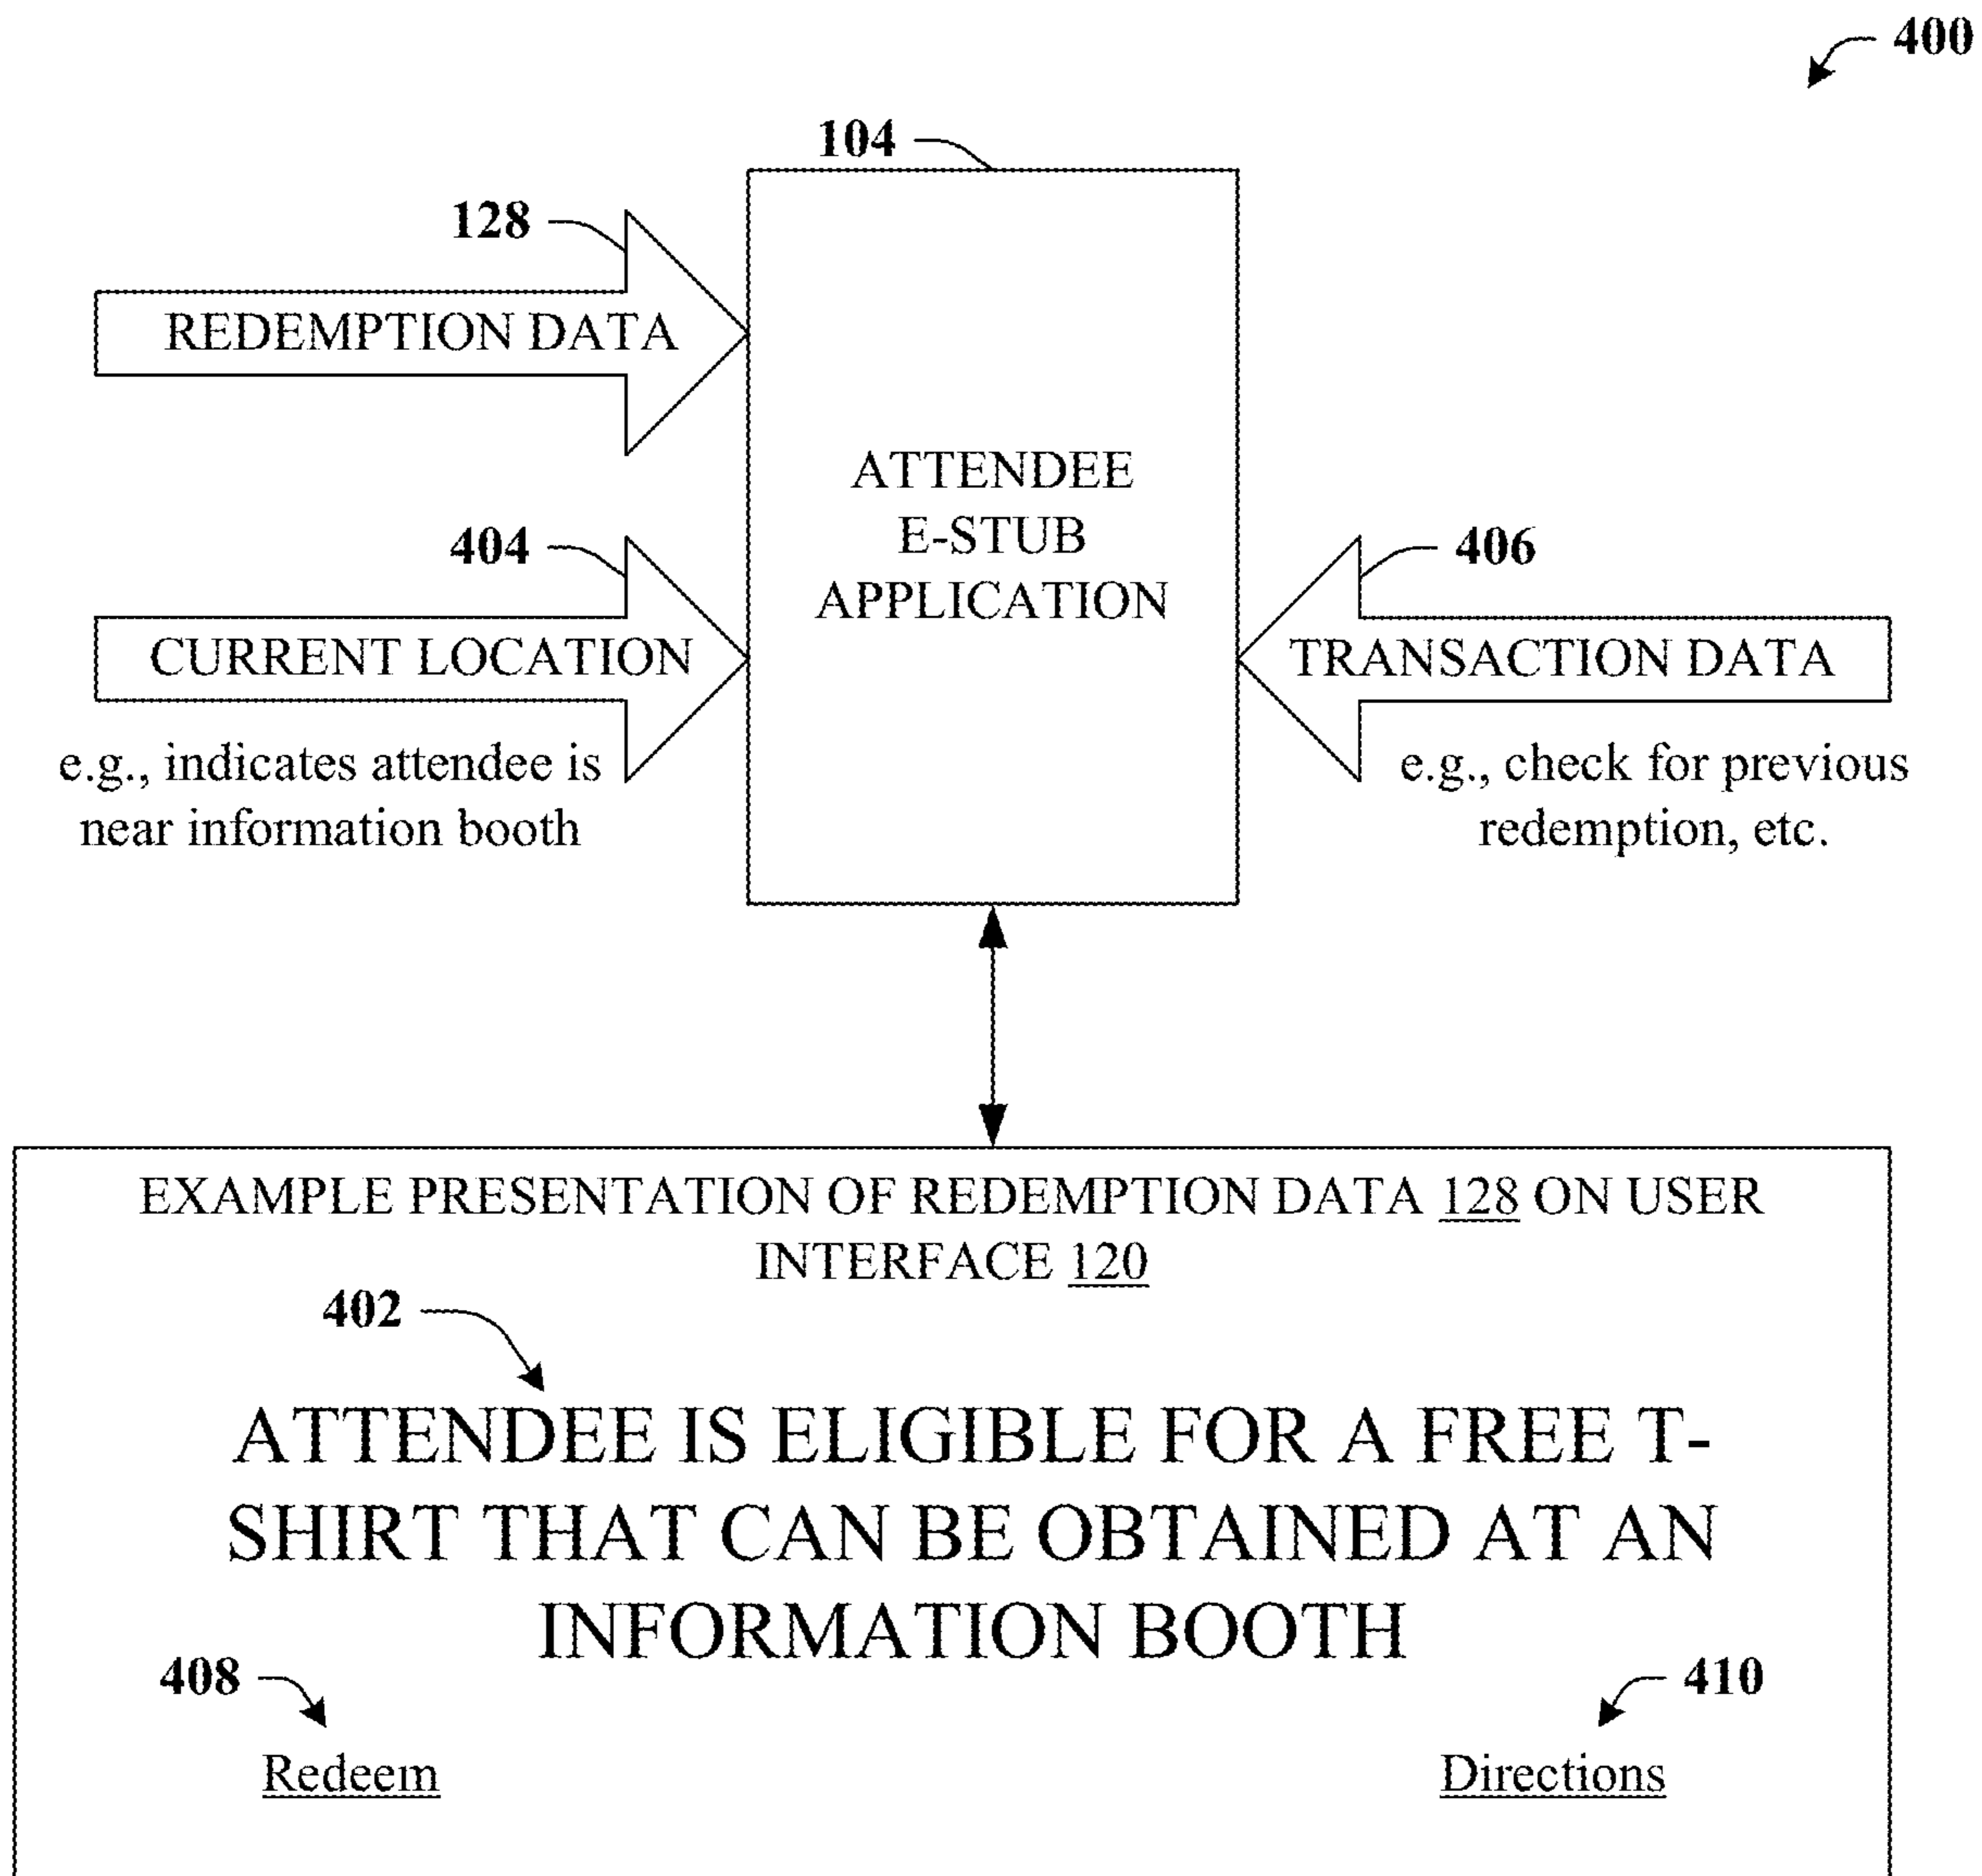 400
104
128
REDEMPTION DATA
ATTENDEE
E-STUB
APPLICATION
404
CURRENT LOCATION
e.g., indicates attendee is
near information booth
406
TRANSACTION DATA
e.g., check for previous
redemption, etc.
EXAMPLE PRESENTATION OF REDEMPTION DATA 128 ON USER
INTERFACE 120
402
ATTENDEE IS ELIGIBLE FOR A FREE T-
SHIRT THAT CAN BE OBTAINED AT AN
INFORMATION BOOTH
408
Redeem
410
Directions